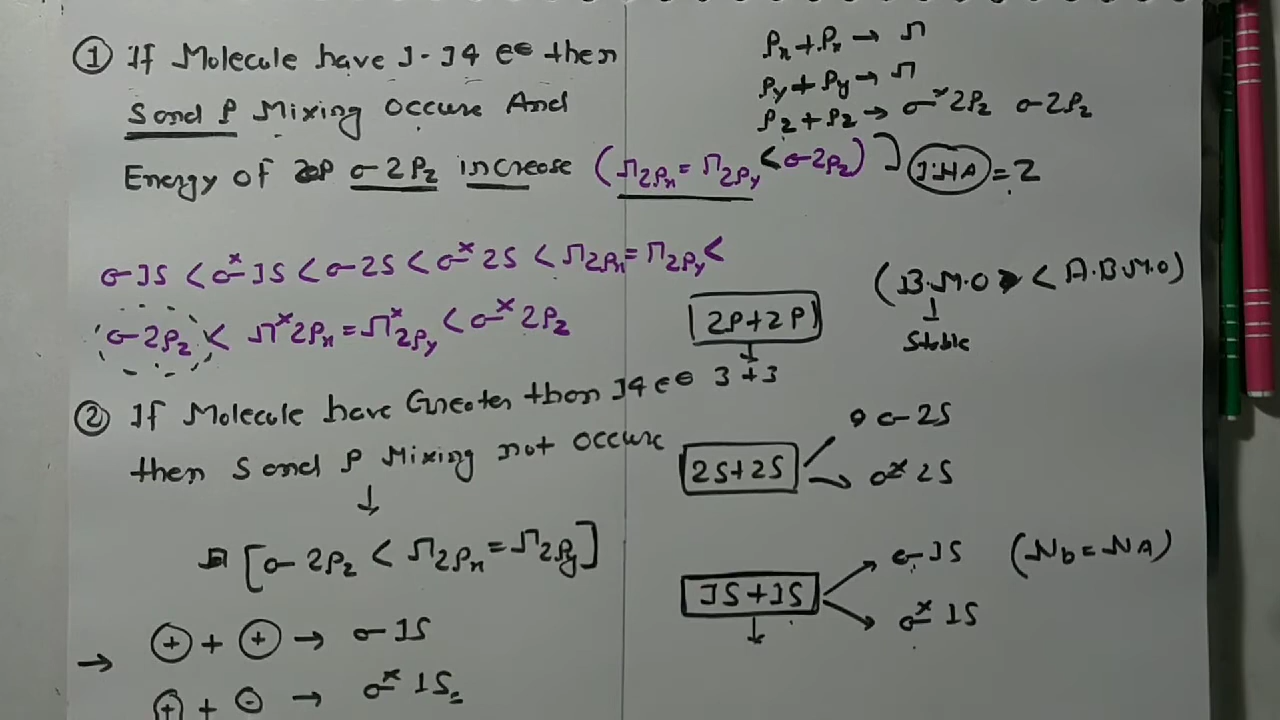 ① If Molecule have 1-14 e⊖ then
S and P Mixing occure And
Energy of 2p σ-2Pz increase (π2Px = π2Py < σ-2Pz)] I.N.A = Z
Px + Px → π
Py + Py → π
Pz + Pz → σ*2Pz σ-2Pz
σ-1S < σ*-1S < σ-2S < σ*2S < π2Px = π2Py <
σ-2Pz < π*2Px = π*2Py < σ*2Pz
(B.M.O < A.B.M.O)
↓
Stable
[2P+2P]
↓
3+3
② If Molecule have Greater than 14 e⊖
then S and P Mixing not occure
↓
[σ-2Pz < π2Px = π2Py]
2S+2S
σ-2S
σ*2S
1S+1S
↓
σ-1S
σ*1S
(Nb = NA)
→ ⊕ + ⊕ → σ-1S
⊕ + ⊖ → σ*1S